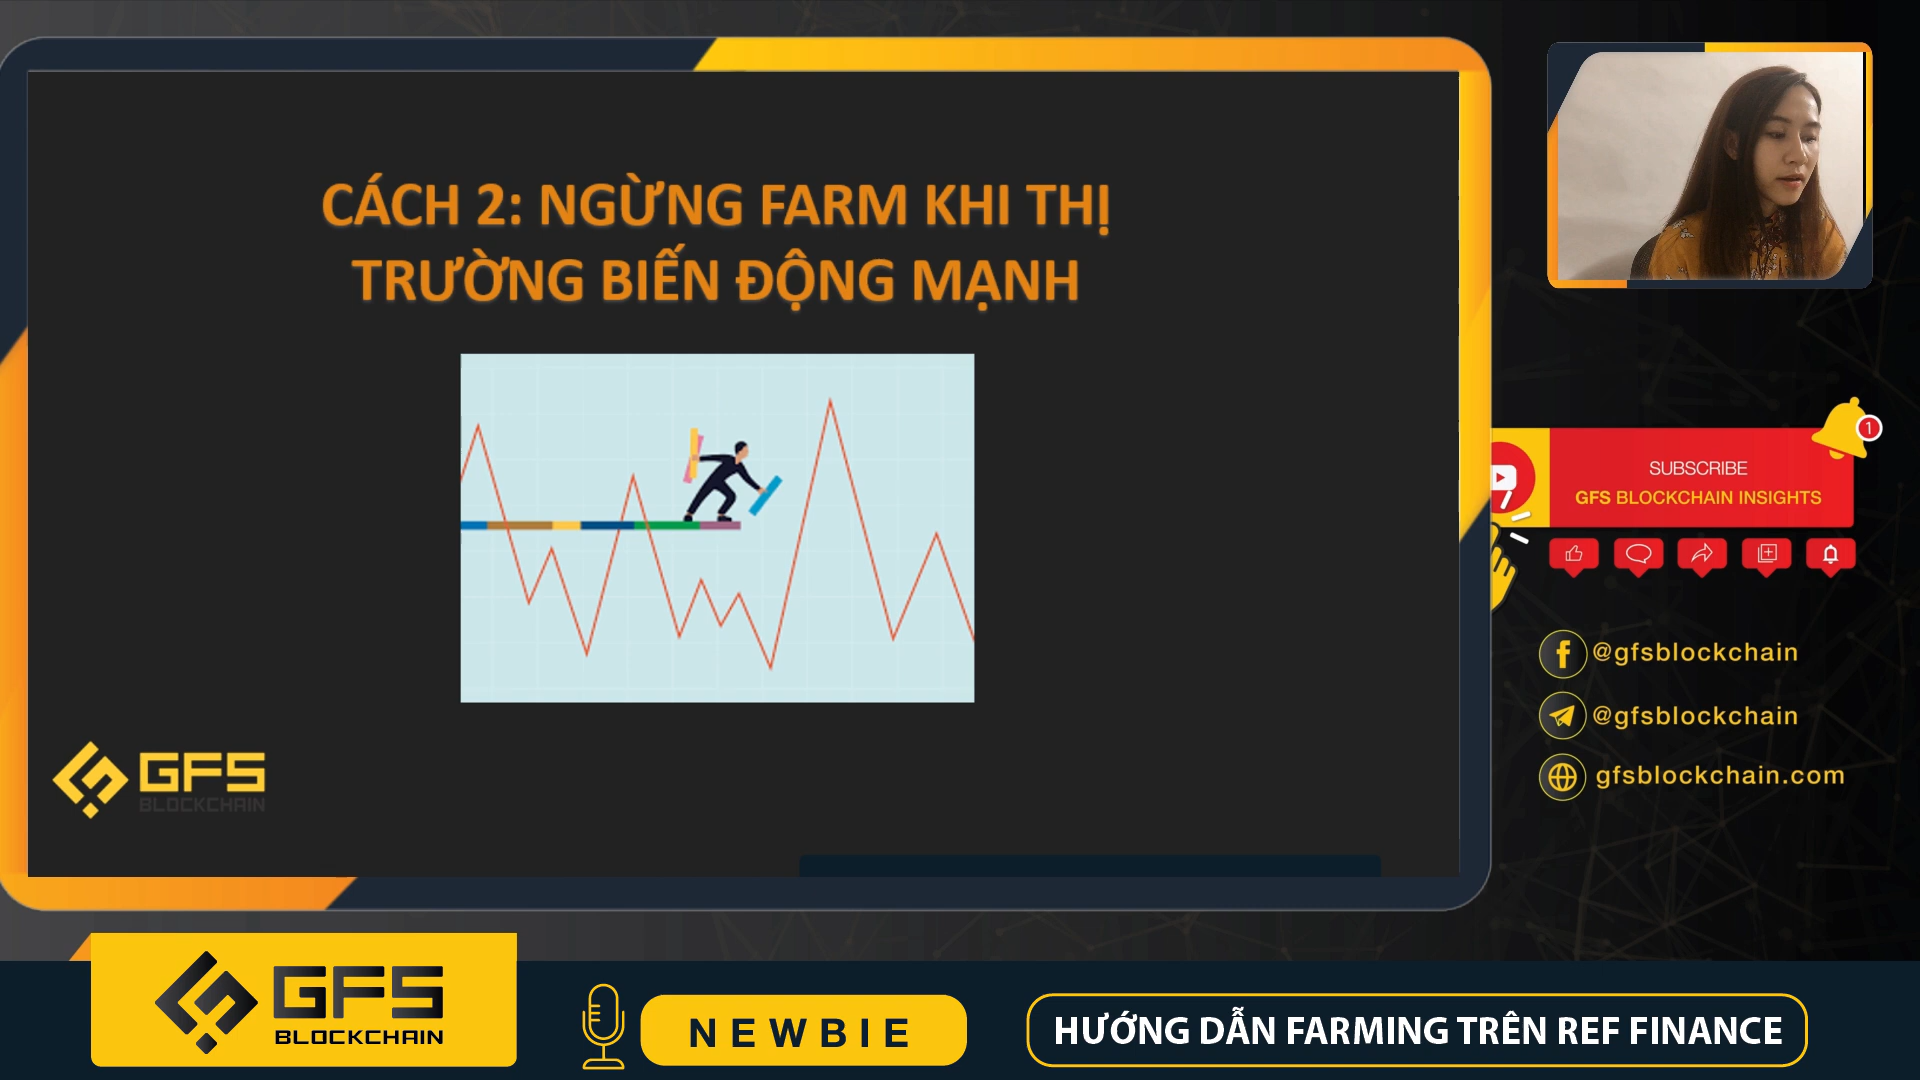 CÁCH 2: NGỪNG FARM KHI THỊ
TRƯỜNG BIẾN ĐỘNG MẠNH
GFS
BLOCKCHAIN
1
SUBSCRIBE
GFS BLOCKCHAIN INSIGHTS
@gfsblockchain
@gfsblockchain
gfsblockchain.com
GFS
BLOCKCHAIN
NEWBIE
HƯỚNG DẪN FARMING TRÊN REF FINANCE